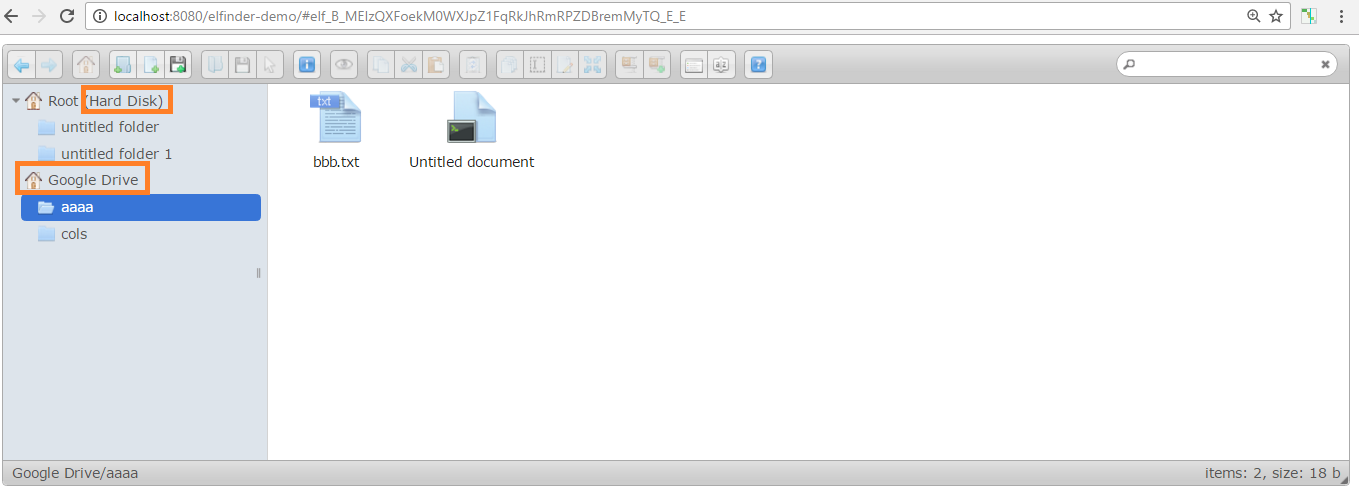 localhost:8080/elfinder-demo/#elf_B_MEIzQXFoekM0WXJpZ1FqRkJhRmRPZDBremMyTQ_E_E
Root (Hard Disk)
untitled folder
untitled folder 1
Google Drive
aaaa
cols
txt
bbb.txt
Untitled document
Google Drive/aaaa
items: 2, size: 18 b